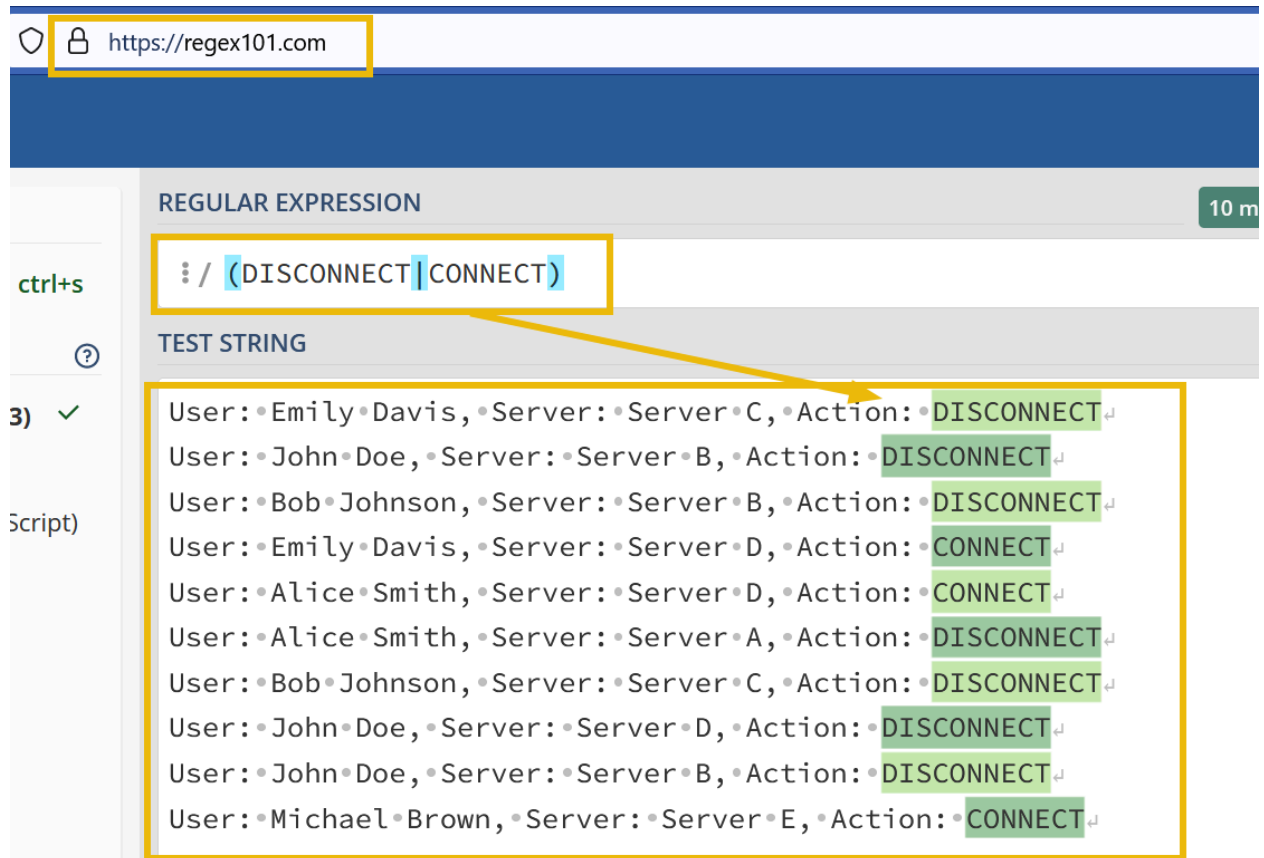 https://regex101.com
REGULAR EXPRESSION
10 m
/ (DISCONNECT|CONNECT)
ctrl+s
TEST STRING
3)
Script)
User: Emily Davis, Server: Server C, Action: DISCONNECT
User: John Doe, Server: Server B, Action: DISCONNECT
User: Bob Johnson, Server: Server B, Action: DISCONNECT
User: Emily Davis, Server: Server D, Action: CONNECT
User: Alice Smith, Server: Server D, Action: CONNECT
User: Alice Smith, Server: Server A, Action: DISCONNECT
User: Bob Johnson, Server: Server C, Action: DISCONNECT
User: John Doe, Server: Server D, Action: DISCONNECT
User: John Doe, Server: Server B, Action: DISCONNECT
User: Michael Brown, Server: Server E, Action: CONNECT